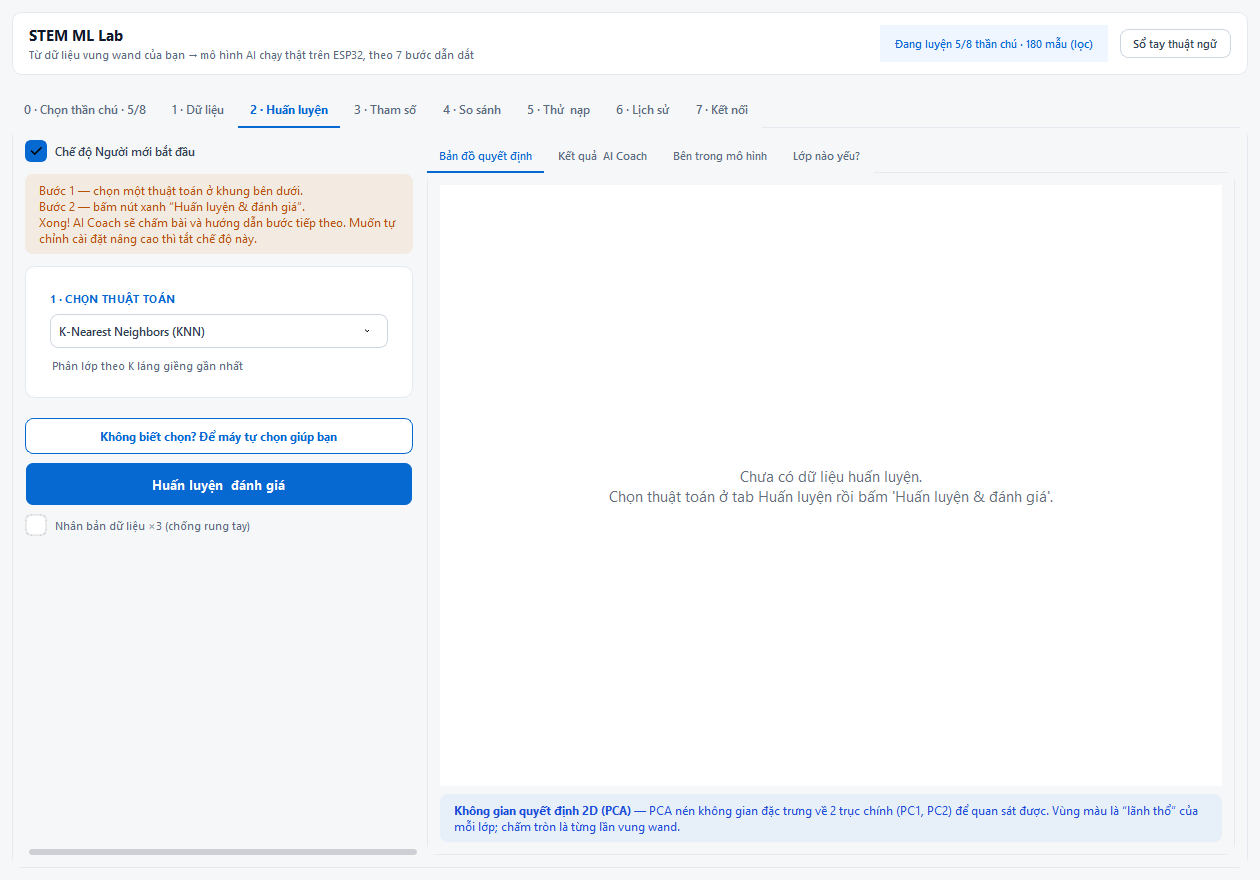 STEM ML Lab
Từ dữ liệu vung wand của bạn → mô hình AI chạy thật trên ESP32, theo 7 bước dẫn dắt
Đang luyện 5/8 thần chú · 180 mẫu (lọc)
Sổ tay thuật ngữ
0 · Chọn thần chú · 5/8
1 · Dữ liệu
2 · Huấn luyện
3 · Tham số
4 · So sánh
5 · Thử nạp
6 · Lịch sử
7 · Kết nối
Chế độ Người mới bắt đầu
Bước 1 — chọn một thuật toán ở khung bên dưới.
Bước 2 — bấm nút xanh "Huấn luyện & đánh giá".
Xong! AI Coach sẽ chấm bài và hướng dẫn bước tiếp theo. Muốn tự
chỉnh cài đặt nâng cao thì tắt chế độ này.
1 · CHỌN THUẬT TOÁN
K-Nearest Neighbors (KNN)
Phân lớp theo K láng giềng gần nhất
Không biết chọn? Để máy tự chọn giúp bạn
Huấn luyện đánh giá
Nhân bản dữ liệu ×3 (chống rung tay)
Bản đồ quyết định
Kết quả AI Coach
Bên trong mô hình
Lớp nào yếu?
Chưa có dữ liệu huấn luyện.
Chọn thuật toán ở tab Huấn luyện rồi bấm 'Huấn luyện & đánh giá'.
Không gian quyết định 2D (PCA) — PCA nén không gian đặc trưng về 2 trục chính (PC1, PC2) để quan sát được. Vùng màu là "lãnh thổ" của
mỗi lớp; chấm tròn là từng lần vung wand.